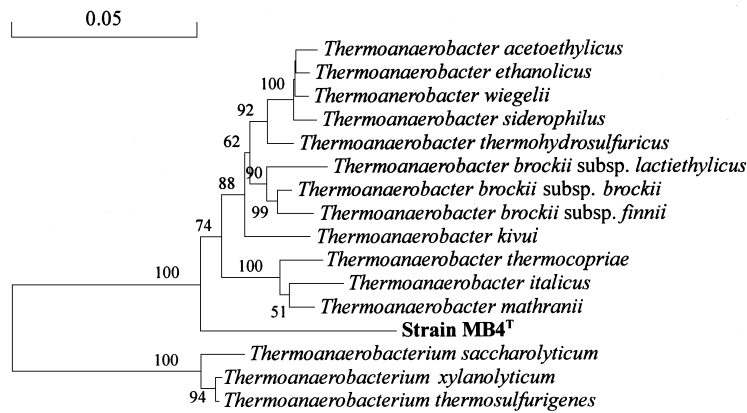 0.05
Thermoanaerobacter acetoethylicus
Thermoanaerobacter ethanolicus
100
Thermoanerobacter wiegelii
92
Thermoanaerobacter siderophilus
62
Thermoanaerobacter thermohydrosulfuricus
90
Thermoanaerobacter brockii subsp. lactiethylicus
88
Thermoanaerobacter brockii subsp. brockii
99
Thermoanaerobacter brockii subsp. finnii
74
Thermoanaerobacter kivui
100
100
Thermoanaerobacter thermocopriae
Thermoanaerobacter italicus
51
Thermoanaerobacter mathranii
Strain MB4T
100
Thermoanaerobacterium saccharolyticum
Thermoanaerobacterium xylanolyticum
94
Thermoanaerobacterium thermosulfurigenes